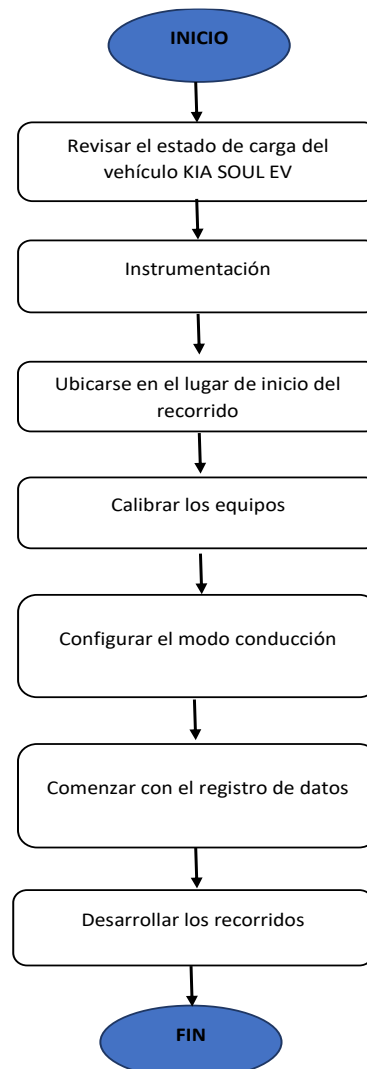 INICIO
Revisar el estado de carga del
vehículo KIA SOUL EV
Instrumentación
Ubicarse en el lugar de inicio del
recorrido
Calibrar los equipos
Configurar el modo conducción
Comenzar con el registro de datos
Desarrollar los recorridos
FIN